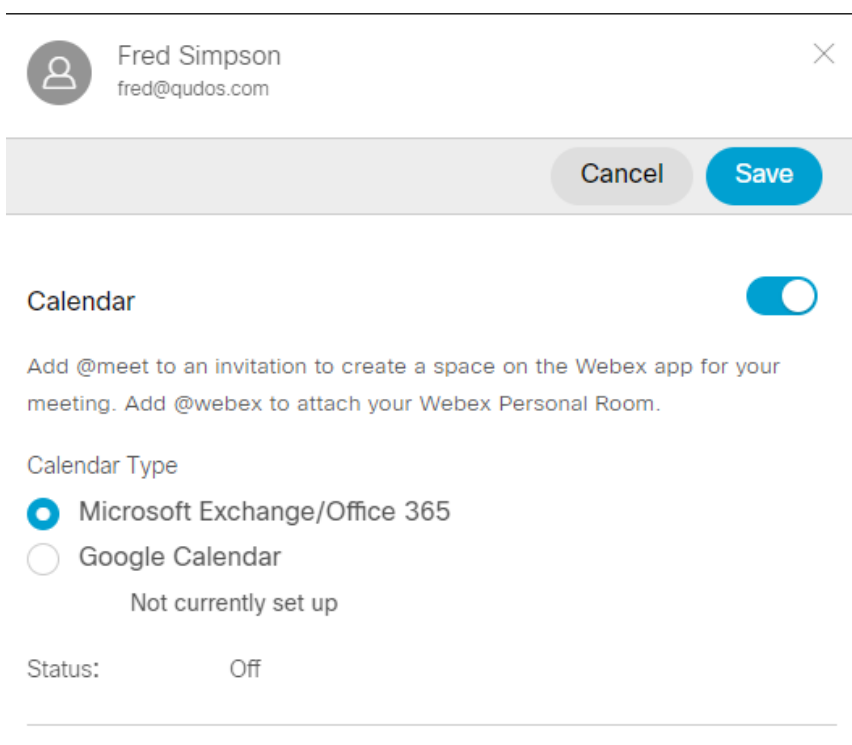 Fred Simpson
fred@qudos.com
Cancel
Save
Calendar
Add @meet to an invitation to create a space on the Webex app for your
meeting. Add @webex to attach your Webex Personal Room.
Calendar Type
Microsoft Exchange/Office 365
Google Calendar
Not currently set up
Status: Off